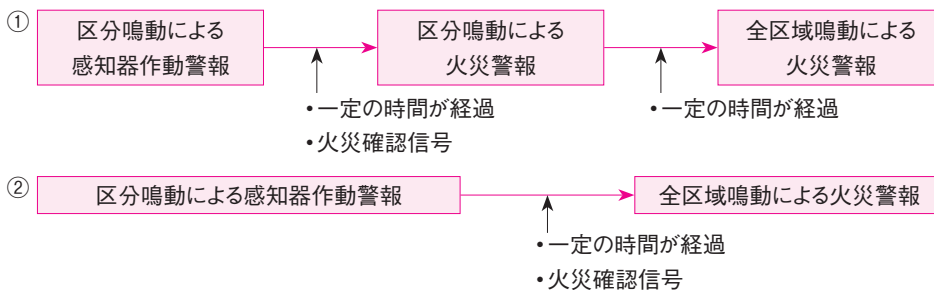 ①
区分鳴動による
感知器作動警報
区分鳴動による
火災警報
全区域鳴動による
火災警報
・一定の時間が経過
・火災確認信号
・一定の時間が経過
②
区分鳴動による感知器作動警報
全区域鳴動による火災警報
・一定の時間が経過
・火災確認信号